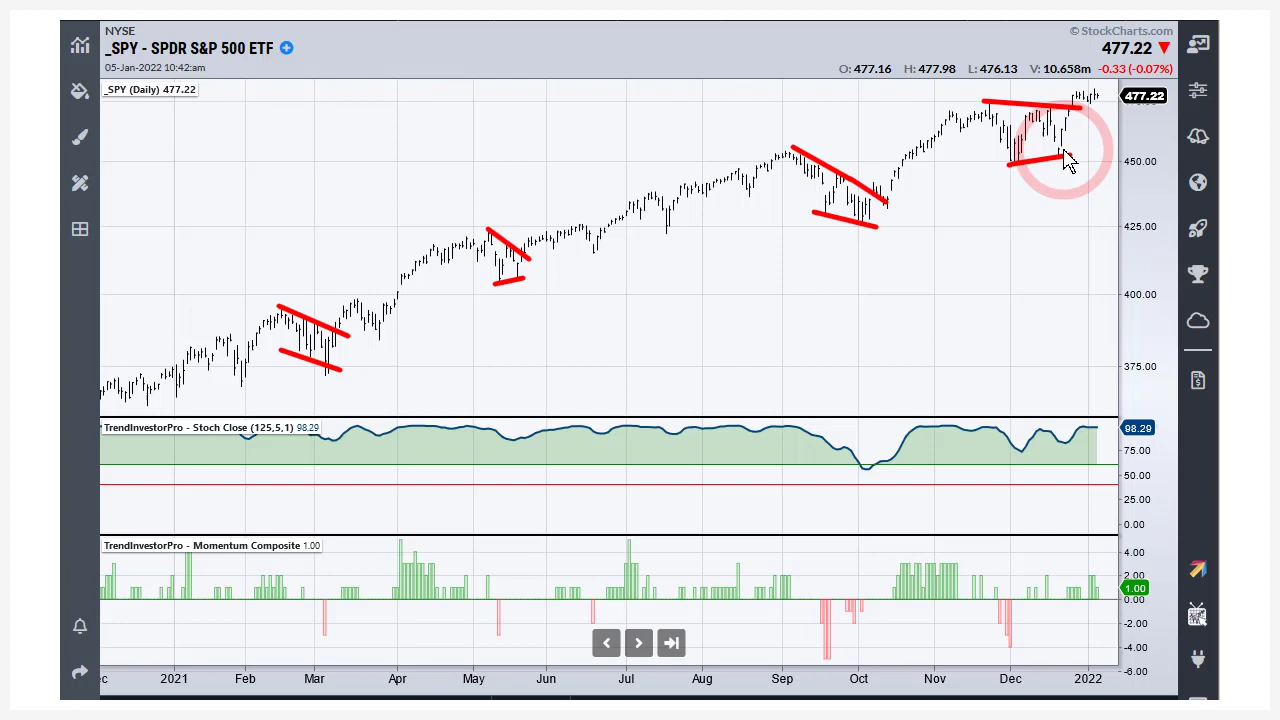 NYSE
© StockCharts.com
_SPY - SPDR S&P 500 ETF
477.22
05-Jan-2022 10:42:am
O: 477.16 H: 477.98 L: 476.13 V: 10.658m -0.33 (-0.07%)
_SPY (Daily) 477.22
477.22
450.00
425.00
400.00
375.00
TrendInvestorPro - Stoch Close (125,5,1) 98.29
98.29
75.00
50.00
25.00
0.00
TrendInvestorPro - Momentum Composite 1.00
4.00
2.00
1.00
0.00
-2.00
-4.00
-6.00
2021 Feb Mar Apr May Jun Jul Aug Sep Oct Nov Dec 2022